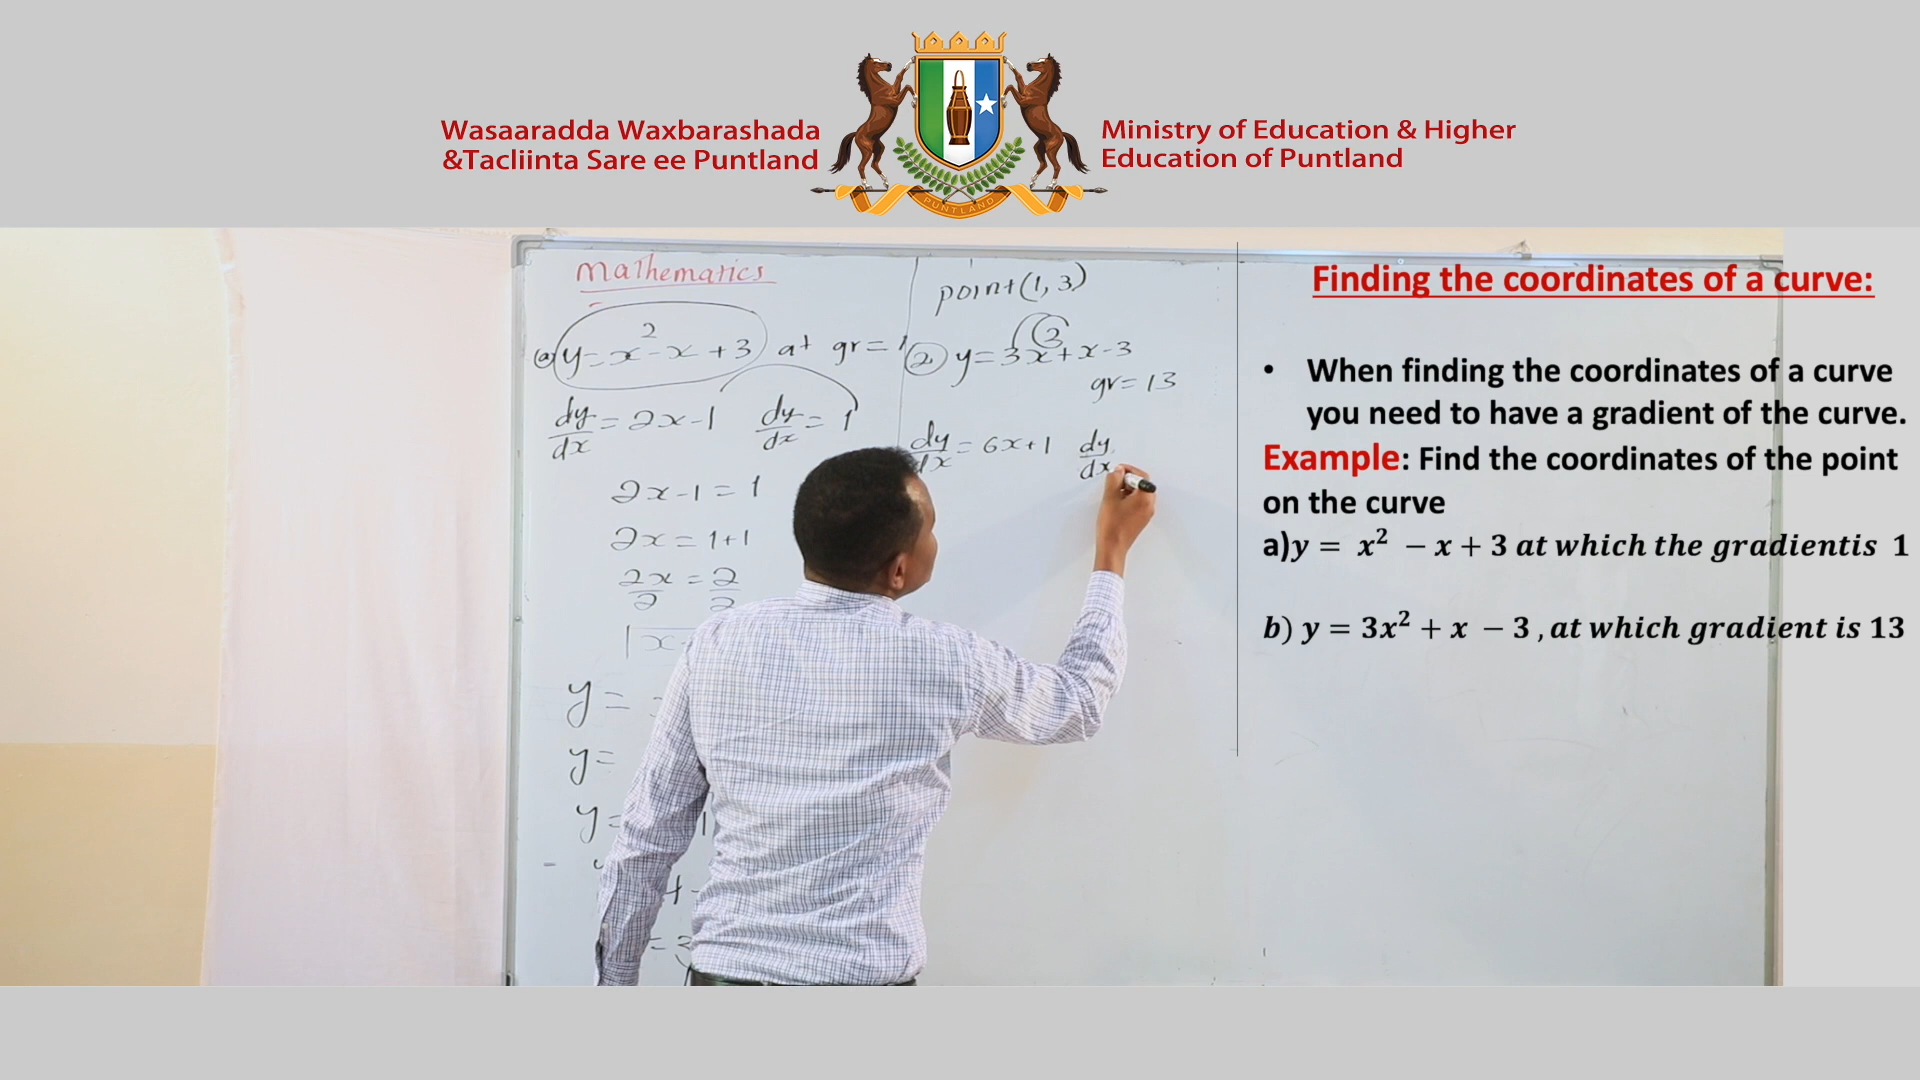 Wasaaradda Waxbarashada
&Tacliinta Sare ee Puntland
PUNTLAND
Ministry of Education & Higher
Education of Puntland
Mathematics
(a) y = x² - x + 3 at gr = 1
dy/dx = 2x - 1 dy/dx = 1
2x - 1 = 1
2x = 1 + 1
2x/2 = 2/2
x
y =
y =
y =
= 3
point (1, 3)
(2) y = 3x² + x - 3
gr = 13
dy/dx = 6x + 1 dy/dx
Finding the coordinates of a curve:
• When finding the coordinates of a curve
you need to have a gradient of the curve.
Example: Find the coordinates of the point
on the curve
a)y = x² − x + 3 at which the gradientis 1
b) y = 3x² + x − 3 , at which gradient is 13